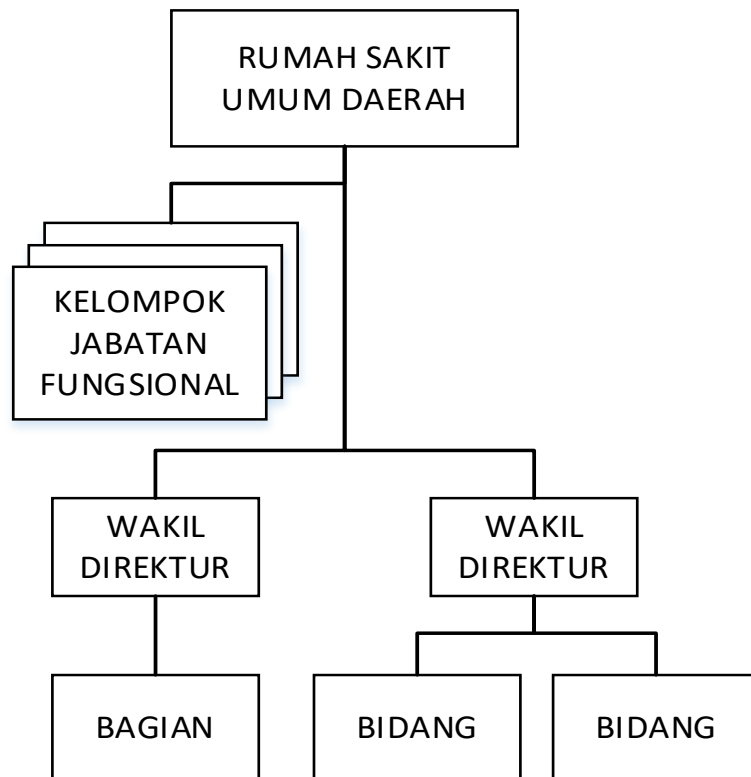 RUMAH SAKIT
UMUM DAERAH
KELOMPOK
JABATAN
FUNGSIONAL
WAKIL
DIREKTUR
WAKIL
DIREKTUR
BAGIAN
BIDANG
BIDANG